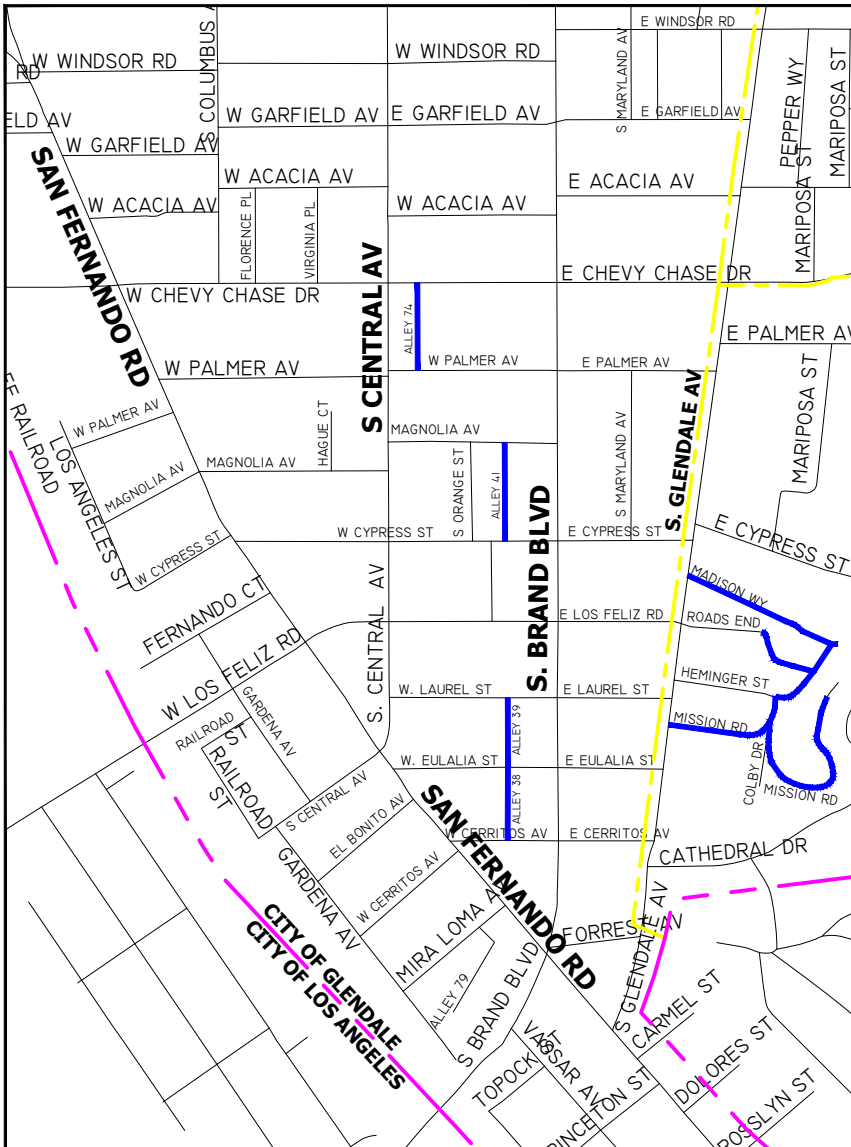 S COLUMBUS A
E WINDSOR RD
W WINDSOR RD
W WINDSOR RD
RD
S MARYLAND AV
PEPPER WY
MARIPOSA ST
W GARFIELD AV
E GARFIELD AV
E GARFIELD AV
ELD AV
W GARFIELD AV
MARIPOSA ST
SAN FERNANDO RD
W ACACIA AV
E ACACIA AV
W ACACIA AV
W ACACIA AV
FLORENCE PL
VIRGINIA PL
S CENTRAL AV
E CHEVY CHASE DR
W CHEVY CHASE DR
ALLEY 74
E PALMER AV
W PALMER AV
W PALMER AV
E PALMER AV
S. GLENDALE AV
MARIPOSA ST
EE RAILROAD
W PALMER AV
LOS ANGELES ST
HAGUE CT
MAGNOLIA AV
S ORANGE ST
ALLEY 41
S MARYLAND AV
MAGNOLIA AV
MAGNOLIA AV
S. BRAND BLVD
W CYPRESS ST
E CYPRESS ST
E CYPRESS ST
W CYPRESS ST
MADISON WY
FERNANDO CT
S. CENTRAL AV
E LOS FELIZ RD
ROADS END
W LOS FELIZ RD
HEMINGER ST
W. LAUREL ST
E LAUREL ST
GARDENA AV
RAILROAD ST
RAILROAD ST
ALLEY 39
MISSION RD
COLBY DR
W. EULALIA ST
E EULALIA ST
ALLEY 38
MISSION RD
S CENTRAL AV
SAN FERNANDO RD
EL BONITO AV
W CERRITOS AV
E CERRITOS AV
CATHEDRAL DR
GARDENA AV
W CERRITOS AV
MIRA LOMA A
CITY OF GLENDALE
CITY OF LOS ANGELES
FORREST AV
S GLENDALE AV
ALLEY 79
S BRAND BLVD
CARMEL ST
VASSAR AV
TOPOCK ST
DOLORES ST
RINCETON ST
ROSSLYN ST